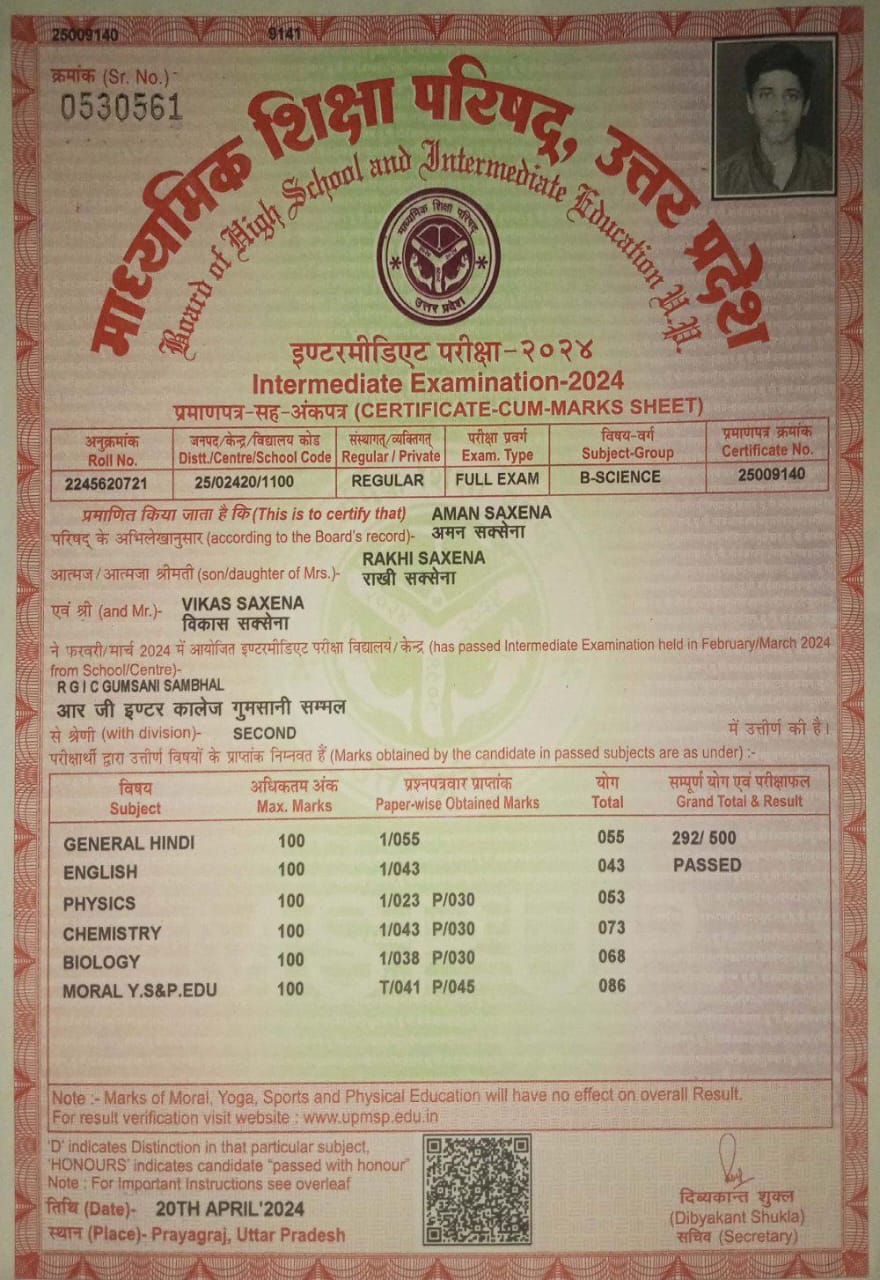 25009140 9141
क्रमांक (Sr. No.)-
0530561
माध्यमिक शिक्षा परिषद्, उत्तर प्रदेश
Board of High School and Intermediate Education U.P.
माध्यमिक शिक्षा परिषद्
उत्तर प्रदेश
इण्टरमीडिएट परीक्षा-२०२४
Intermediate Examination-2024
प्रमाणपत्र-सह-अंकपत्र (CERTIFICATE-CUM-MARKS SHEET)
अनुक्रमांक जनपद/केन्द्र/विद्यालय कोड संस्थागत्/व्यक्तिगत् परीक्षा प्रवर्ग विषय-वर्ग प्रमाणपत्र क्रमांक
Roll No. Distt./Centre/School Code Regular / Private Exam. Type Subject-Group Certificate No.
2245620721 25/02420/1100 REGULAR FULL EXAM B-SCIENCE 25009140
प्रमाणित किया जाता है कि (This is to certify that) AMAN SAXENA
परिषद् के अभिलेखानुसार (according to the Board's record)- अमन सक्सेना
RAKHI SAXENA
आत्मज/आत्मजा श्रीमती (son/daughter of Mrs.)- राखी सक्सेना
एवं श्री (and Mr.)- VIKAS SAXENA
विकास सक्सेना
ने फरवरी/मार्च 2024 में आयोजित इण्टरमीडिएट परीक्षा विद्यालय/केन्द्र (has passed Intermediate Examination held in February/March 2024
from School/Centre)-
R G I C GUMSANI SAMBHAL
आर जी इण्टर कालेज गुमसानी सम्मल
से श्रेणी (with division)- SECOND में उत्तीर्ण की है।
परीक्षार्थी द्वारा उत्तीर्ण विषयों के प्राप्तांक निम्नवत हैं (Marks obtained by the candidate in passed subjects are as under) :-
विषय अधिकतम अंक प्रश्नपत्रवार प्राप्तांक योग सम्पूर्ण योग एवं परीक्षाफल
Subject Max. Marks Paper-wise Obtained Marks Total Grand Total & Result
GENERAL HINDI 100 1/055 055 292/ 500
ENGLISH 100 1/043 043 PASSED
PHYSICS 100 1/023 P/030 053
CHEMISTRY 100 1/043 P/030 073
BIOLOGY 100 1/038 P/030 068
MORAL Y.S&P.EDU 100 T/041 P/045 086
Note :- Marks of Moral, Yoga, Sports and Physical Education will have no effect on overall Result.
For result verification visit website : www.upmsp.edu.in
'D' indicates Distinction in that particular subject,
'HONOURS' indicates candidate "passed with honour"
Note : For Important Instructions see overleaf
तिथि (Date)- 20TH APRIL'2024
स्थान (Place)- Prayagraj, Uttar Pradesh
दिव्यकान्त शुक्ल
(Dibyakant Shukla)
सचिव (Secretary)